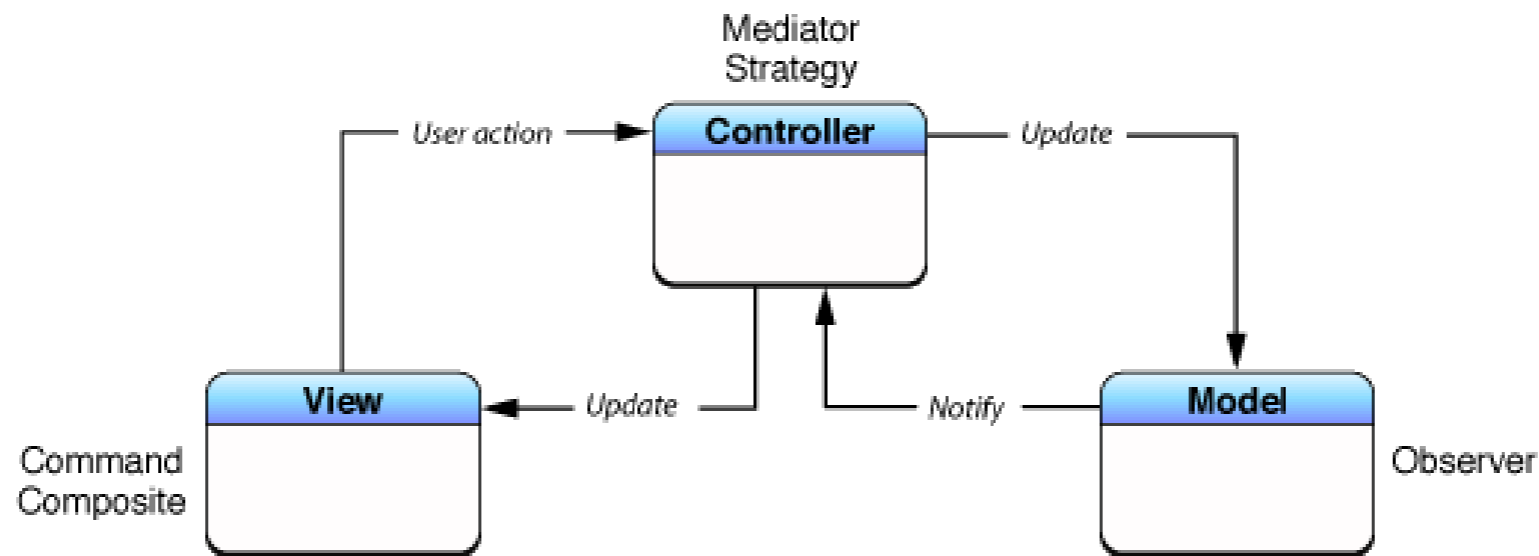 Mediator
Strategy
User action
Controller
Update
View
Update
Notify
Model
Command
Composite
Observer